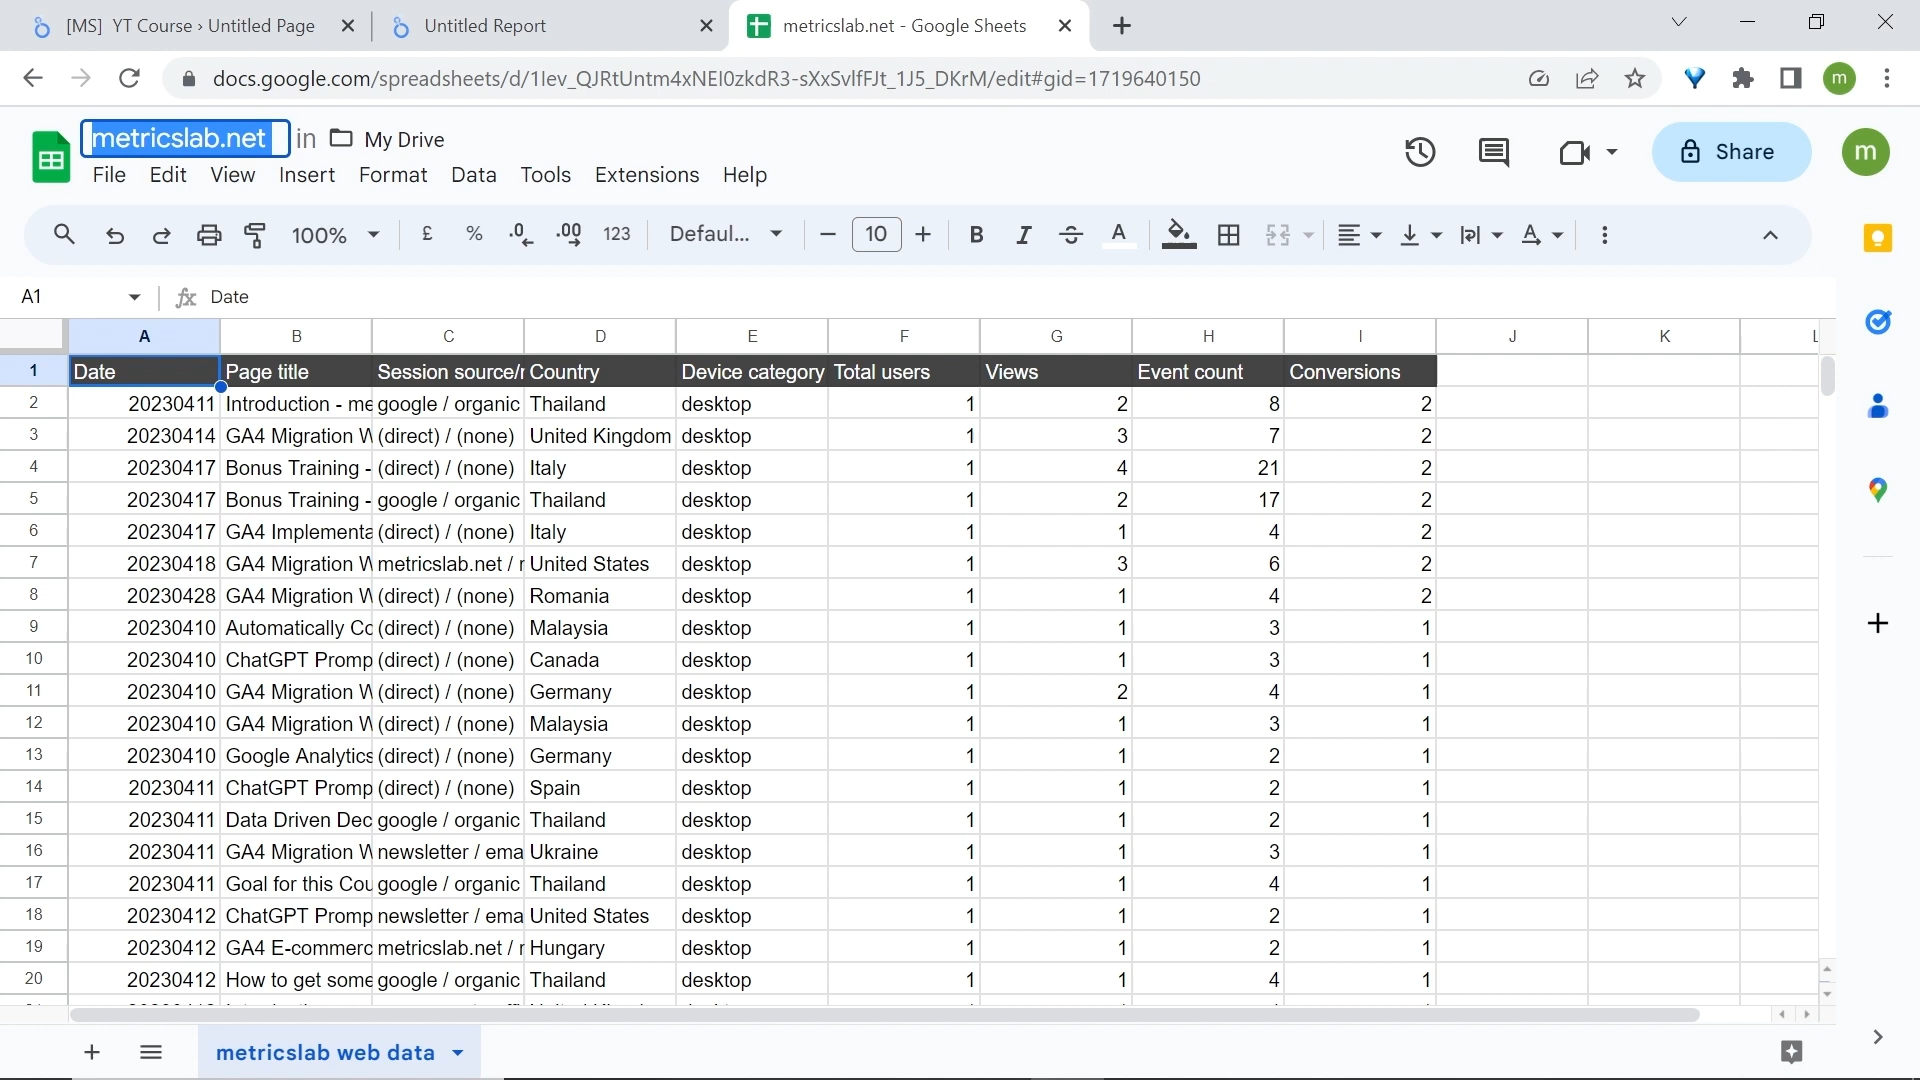 [MS] YT Course › Untitled Page
Untitled Report
metricslab.net - Google Sheets
docs.google.com/spreadsheets/d/1Iev_QJRtUntm4xNEI0zkdR3-sXxSvlfFJt_1J5_DKrM/edit#gid=1719640150
m
metricslab.net in My Drive
Share
m
File Edit View Insert Format Data Tools Extensions Help
100% £ % .0 .00 123 Defaul... 10 B I S A
A1 fx Date
A B C D E F G H I J K L
1 Date Page title Session source/ Country Device category Total users Views Event count Conversions
2 20230411 Introduction - me google / organic Thailand desktop 1 2 8 2
3 20230414 GA4 Migration W (direct) / (none) United Kingdom desktop 1 3 7 2
4 20230417 Bonus Training - (direct) / (none) Italy desktop 1 4 21 2
5 20230417 Bonus Training - google / organic Thailand desktop 1 2 17 2
6 20230417 GA4 Implementa (direct) / (none) Italy desktop 1 1 4 2
7 20230418 GA4 Migration W metricslab.net / r United States desktop 1 3 6 2
8 20230428 GA4 Migration W (direct) / (none) Romania desktop 1 1 4 2
9 20230410 Automatically Co (direct) / (none) Malaysia desktop 1 1 3 1
10 20230410 ChatGPT Promp (direct) / (none) Canada desktop 1 1 3 1
11 20230410 GA4 Migration W (direct) / (none) Germany desktop 1 2 4 1
12 20230410 GA4 Migration W (direct) / (none) Malaysia desktop 1 1 3 1
13 20230410 Google Analytics (direct) / (none) Germany desktop 1 1 2 1
14 20230411 ChatGPT Promp (direct) / (none) Spain desktop 1 1 2 1
15 20230411 Data Driven Dec google / organic Thailand desktop 1 1 2 1
16 20230411 GA4 Migration W newsletter / ema Ukraine desktop 1 1 3 1
17 20230411 Goal for this Cou google / organic Thailand desktop 1 1 4 1
18 20230412 ChatGPT Promp newsletter / ema United States desktop 1 1 2 1
19 20230412 GA4 E-commerc metricslab.net / r Hungary desktop 1 1 2 1
20 20230412 How to get some google / organic Thailand desktop 1 1 4 1
metricslab web data